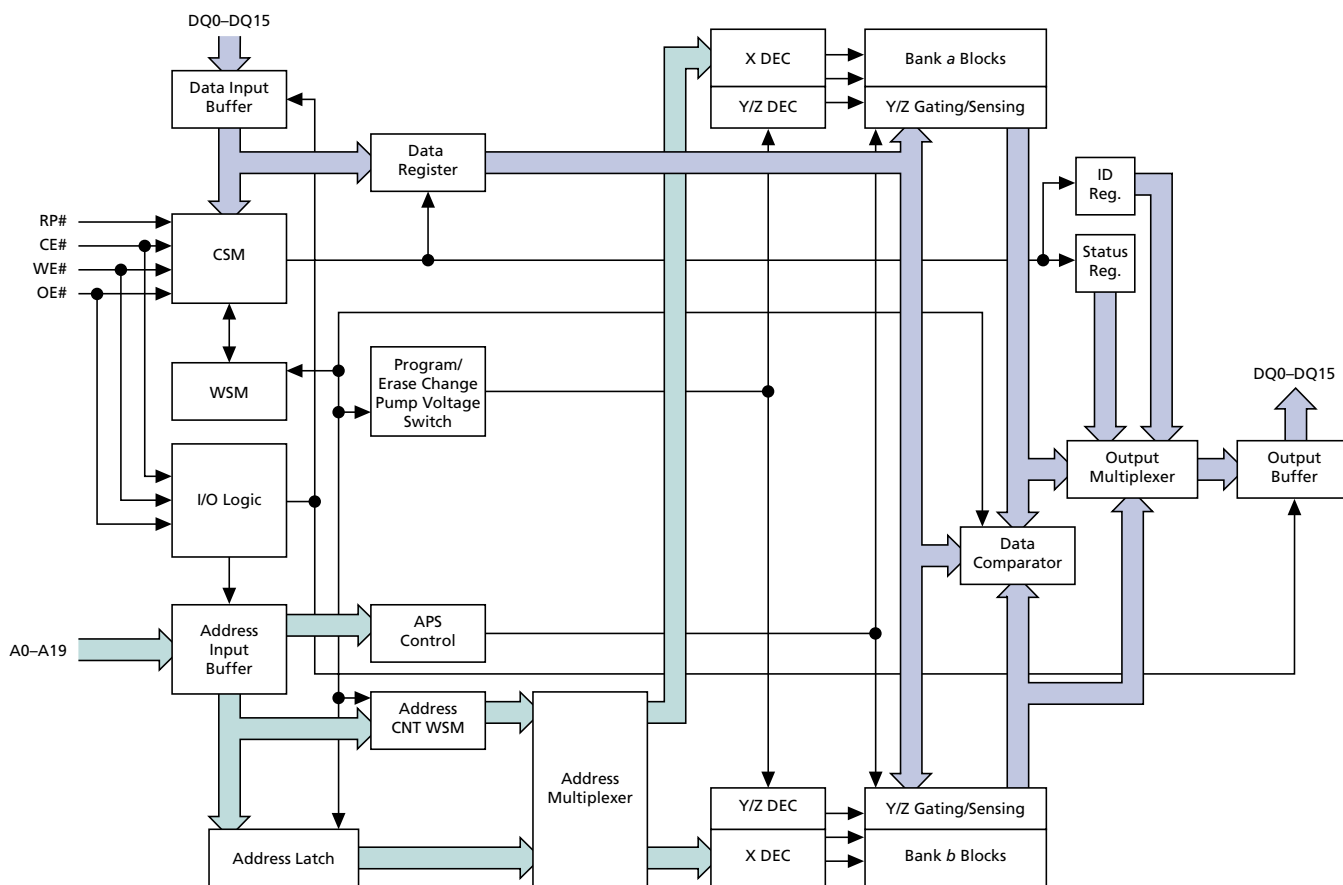 DQ0–DQ15
Data Input
Buffer
X DEC
Y/Z DEC
Bank a Blocks
Y/Z Gating/Sensing
Data
Register
ID
Reg.
RP#
CE#
WE#
OE#
CSM
Status
Reg.
WSM
Program/
Erase Change
Pump Voltage
Switch
DQ0–DQ15
I/O Logic
Output
Multiplexer
Output
Buffer
Data
Comparator
A0–A19
Address
Input
Buffer
APS
Control
Address
CNT WSM
Address
Multiplexer
Y/Z DEC
X DEC
Y/Z Gating/Sensing
Bank b Blocks
Address Latch